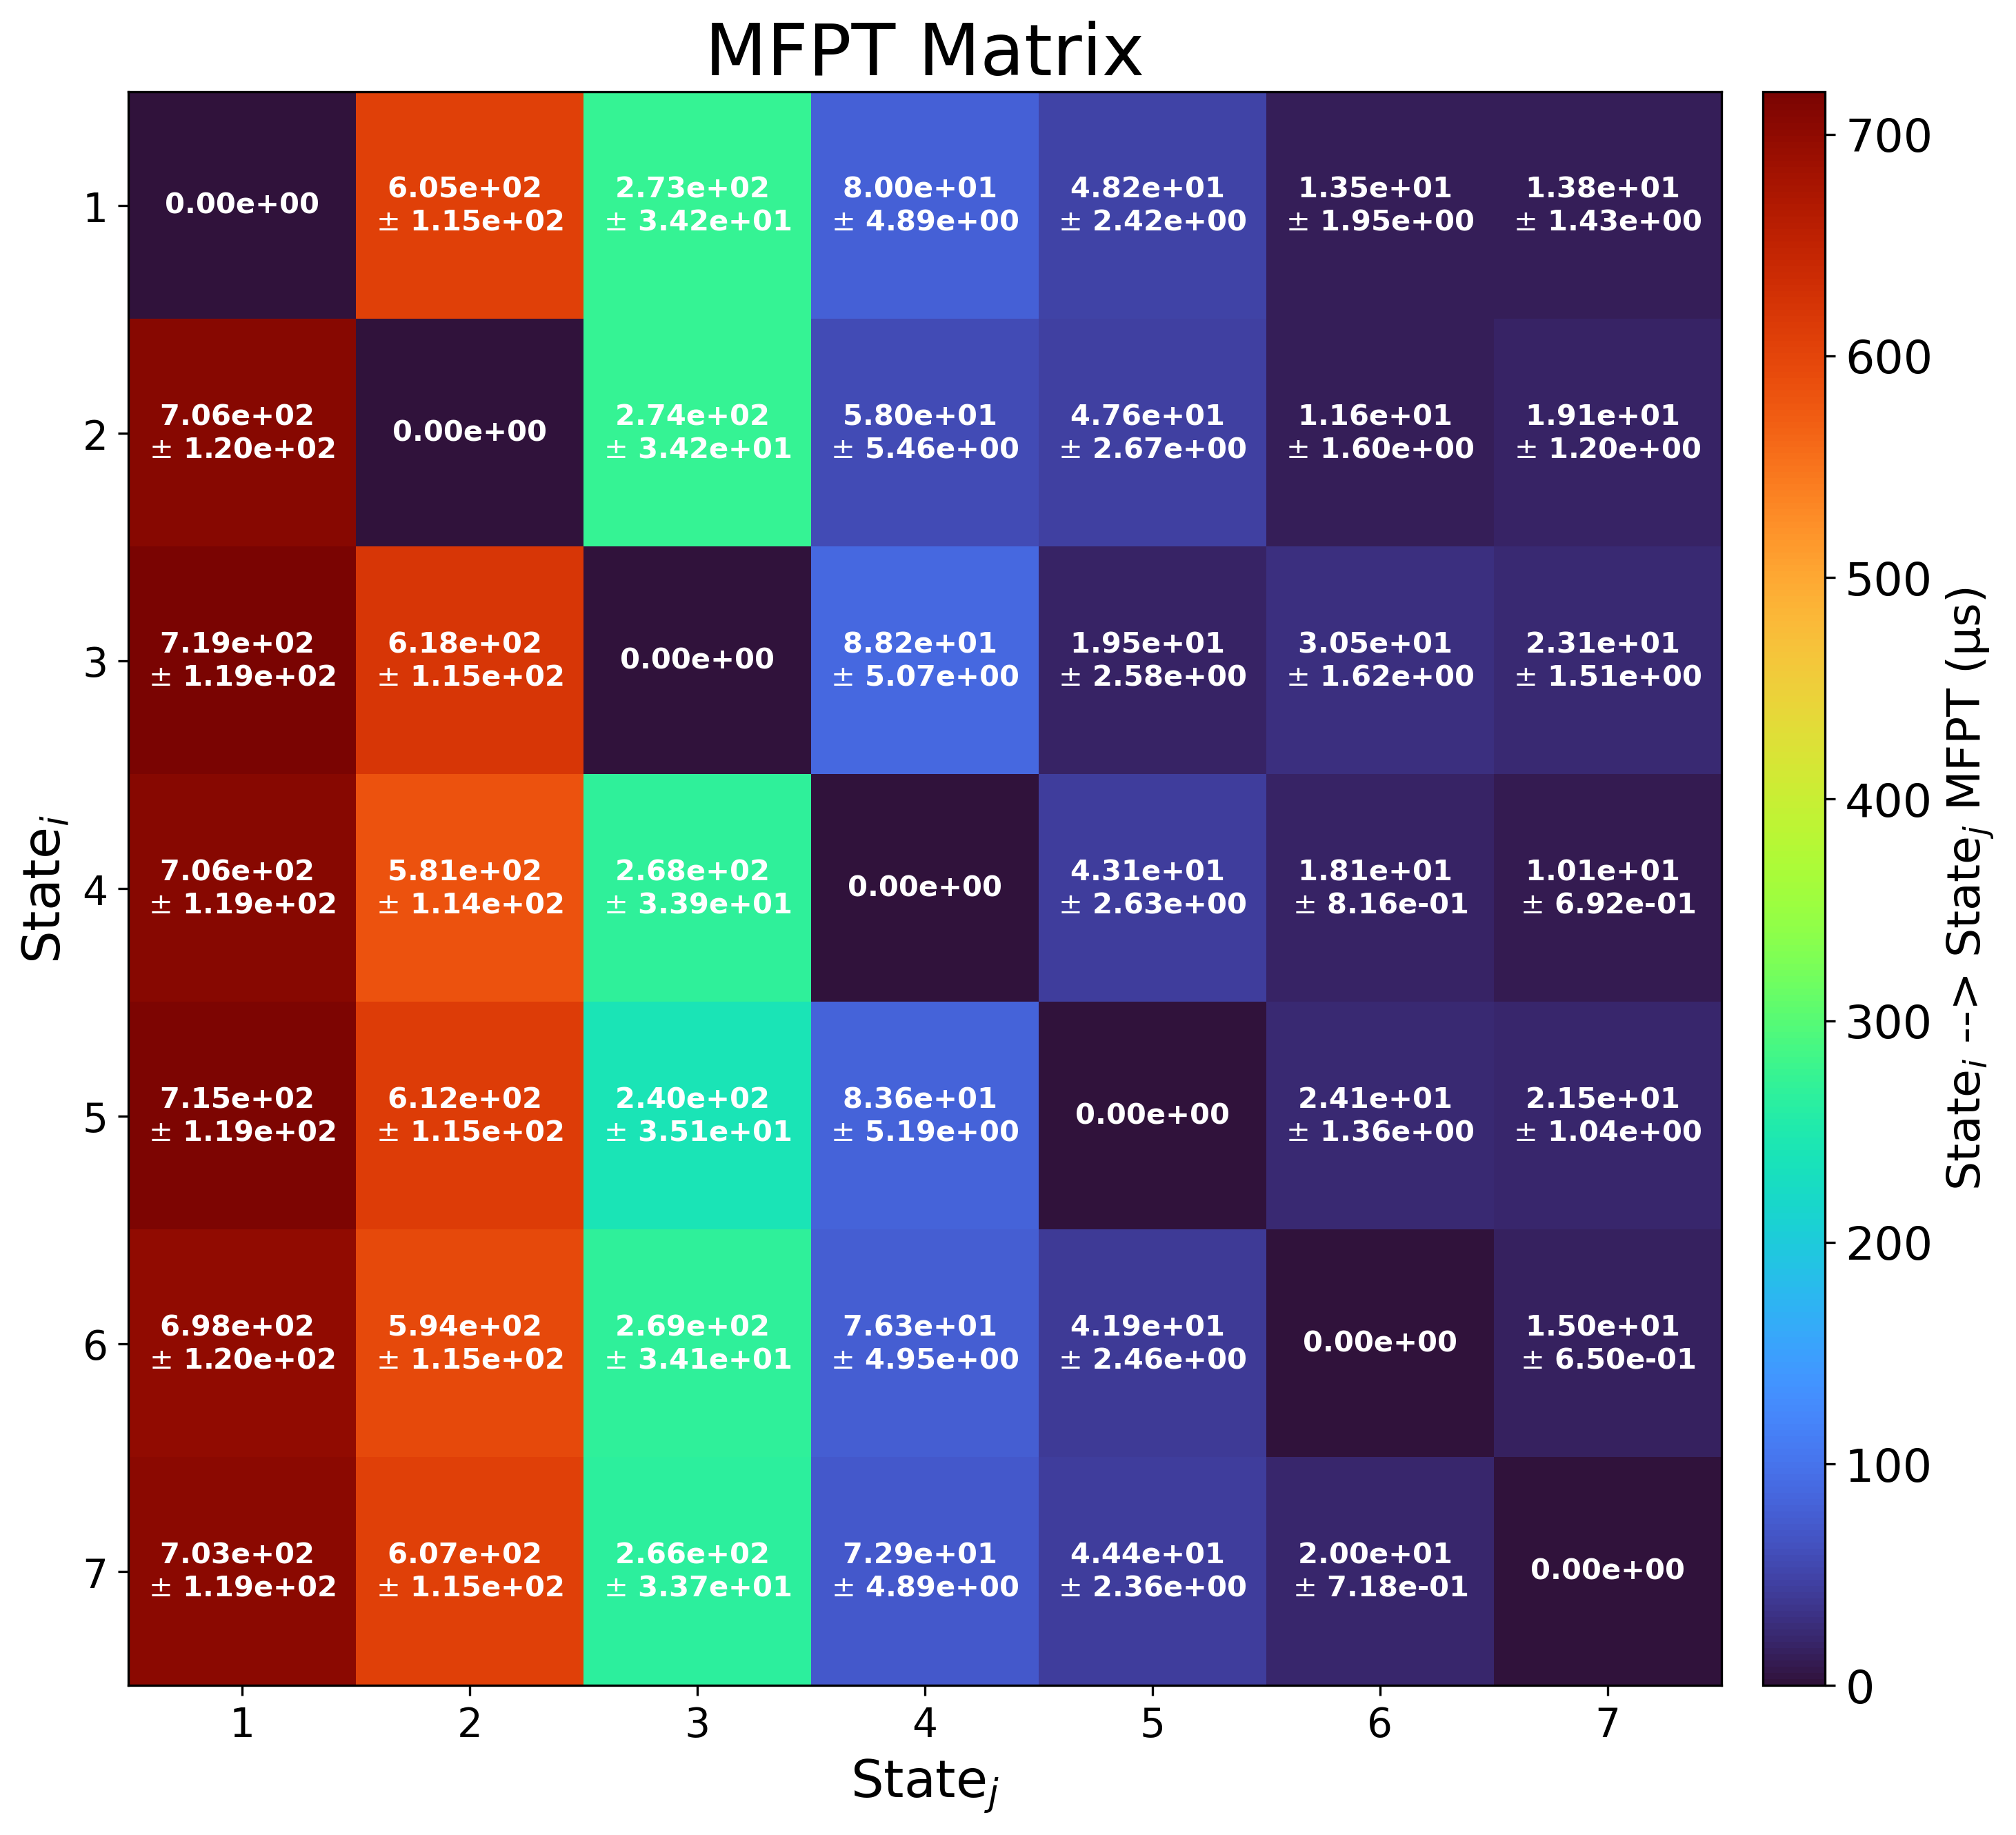 MFPT Matrix
0.00e+00
6.05e+02
± 1.15e+02
2.73e+02
± 3.42e+01
8.00e+01
± 4.89e+00
4.82e+01
± 2.42e+00
1.35e+01
± 1.95e+00
1.38e+01
± 1.43e+00
7.06e+02
± 1.20e+02
0.00e+00
2.74e+02
± 3.42e+01
5.80e+01
± 5.46e+00
4.76e+01
± 2.67e+00
1.16e+01
± 1.60e+00
1.91e+01
± 1.20e+00
7.19e+02
± 1.19e+02
6.18e+02
± 1.15e+02
0.00e+00
8.82e+01
± 5.07e+00
1.95e+01
± 2.58e+00
3.05e+01
± 1.62e+00
2.31e+01
± 1.51e+00
7.06e+02
± 1.19e+02
5.81e+02
± 1.14e+02
2.68e+02
± 3.39e+01
0.00e+00
4.31e+01
± 2.63e+00
1.81e+01
± 8.16e-01
1.01e+01
± 6.92e-01
7.15e+02
± 1.19e+02
6.12e+02
± 1.15e+02
2.40e+02
± 3.51e+01
8.36e+01
± 5.19e+00
0.00e+00
2.41e+01
± 1.36e+00
2.15e+01
± 1.04e+00
6.98e+02
± 1.20e+02
5.94e+02
± 1.15e+02
2.69e+02
± 3.41e+01
7.63e+01
± 4.95e+00
4.19e+01
± 2.46e+00
0.00e+00
1.50e+01
± 6.50e-01
7.03e+02
± 1.19e+02
6.07e+02
± 1.15e+02
2.66e+02
± 3.37e+01
7.29e+01
± 4.89e+00
4.44e+01
± 2.36e+00
2.00e+01
± 7.18e-01
0.00e+00
1
2
3
4
5
6
7
State_i
1
2
3
4
5
6
7
State_j
700
600
500
400
300
200
100
0
State_i --> State_j MFPT (µs)